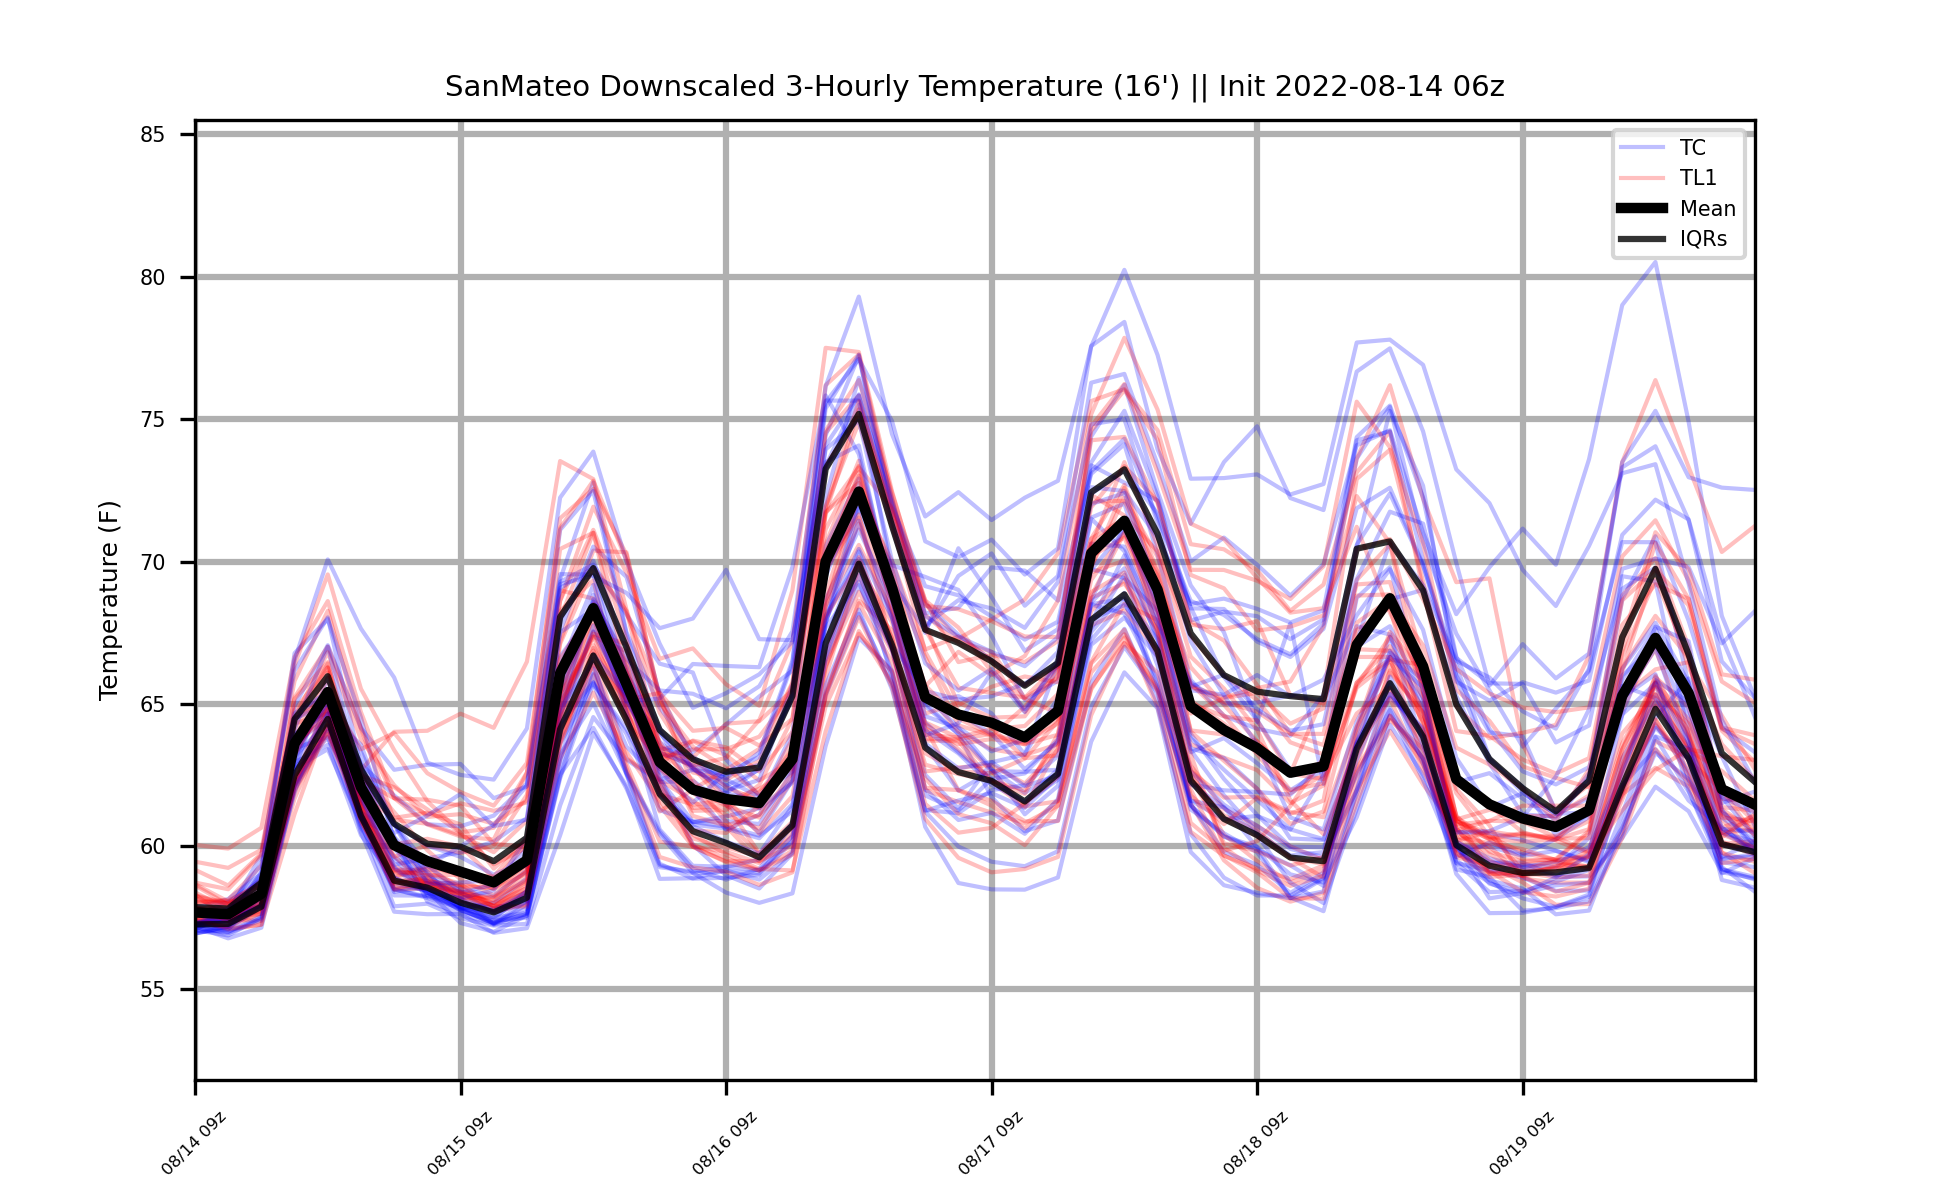 SanMateo Downscaled 3-Hourly Temperature (16') || Init 2022-08-14 06z
TC
TL1
Mean
IQRs
Temperature (F)
85
80
75
70
65
60
55
08/14 09z
08/15 09z
08/16 09z
08/17 09z
08/18 09z
08/19 09z